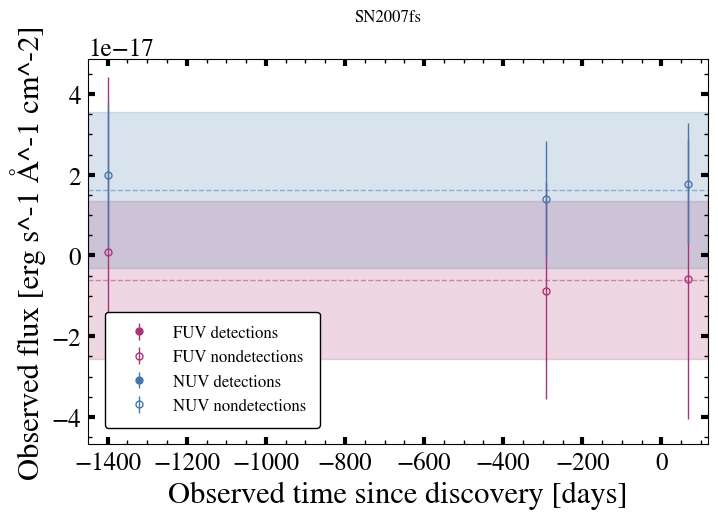 SN2007fs
1e−17
Observed flux [erg s^-1 Å^-1 cm^-2]
4
2
0
−2
−4
FUV detections
FUV nondetections
NUV detections
NUV nondetections
−1400 −1200 −1000 −800 −600 −400 −200 0
Observed time since discovery [days]